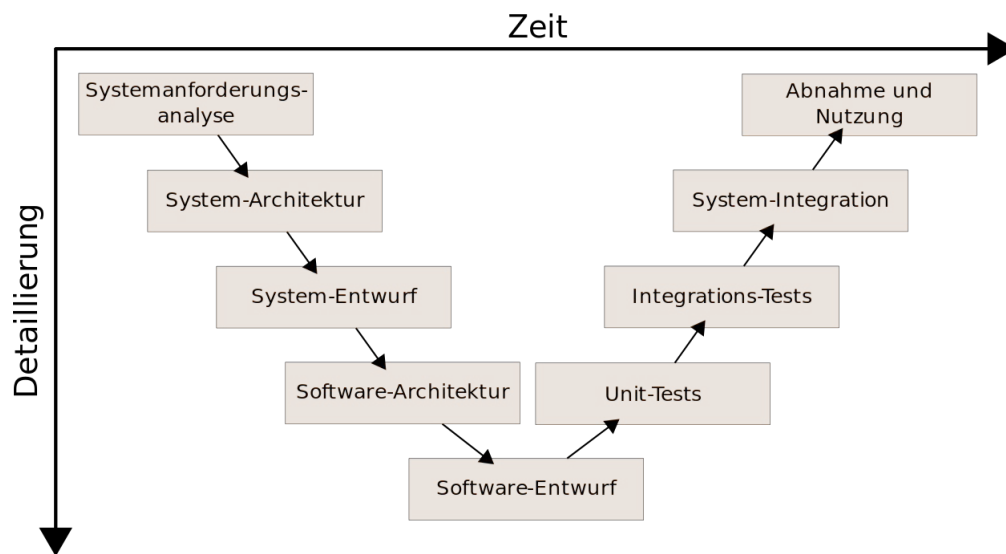 Zeit
Detaillierung
Systemanforderungs-
analyse
System-Architektur
System-Entwurf
Software-Architektur
Software-Entwurf
Unit-Tests
Integrations-Tests
System-Integration
Abnahme und
Nutzung